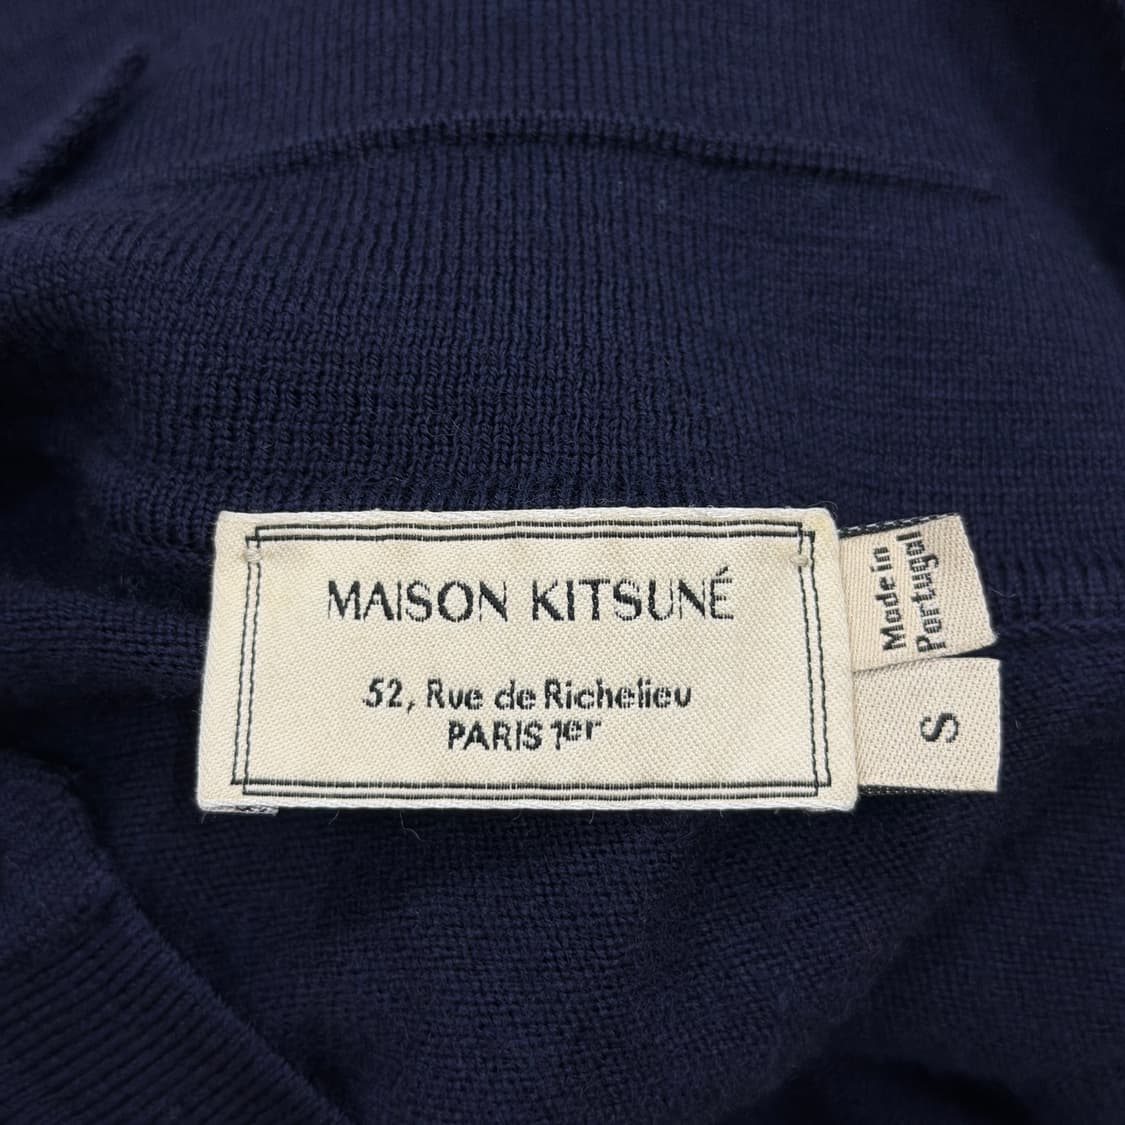 MAISON KITSUNÉ
52, Rue de Richelieu
PARIS 1er
Made in
Portugal
S